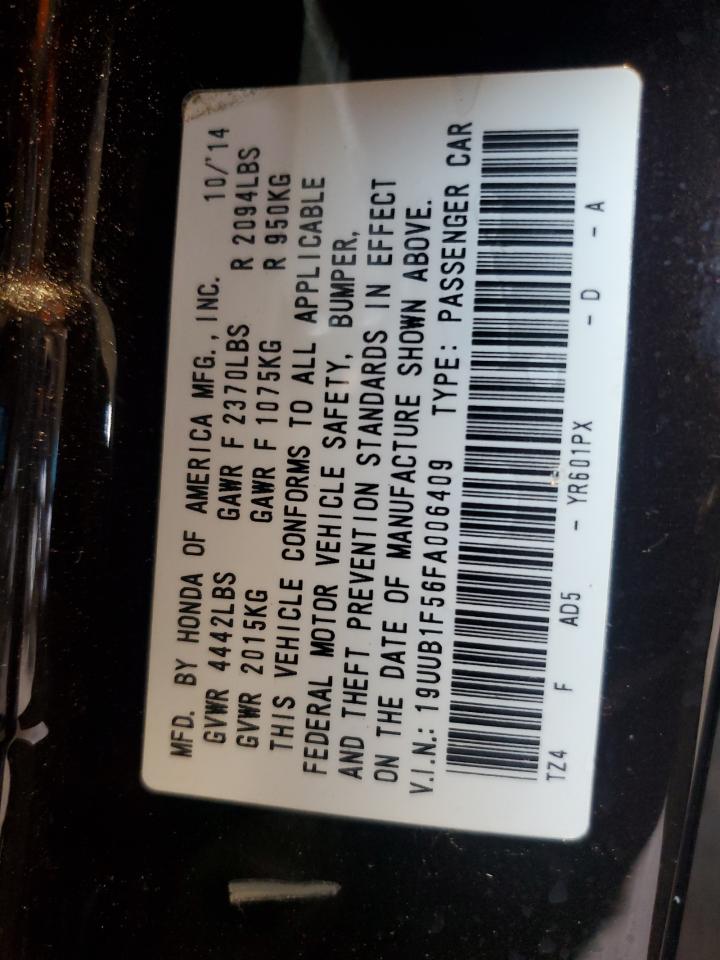 MFD. BY HONDA OF AMERICA MFG., INC. 10/'14
GVWR 4442LBS GAWR F 2370LBS R 2094LBS
GVWR 2015KG GAWR F 1075KG R 950KG
THIS VEHICLE CONFORMS TO ALL APPLICABLE
FEDERAL MOTOR VEHICLE SAFETY, BUMPER,
AND THEFT PREVENTION STANDARDS IN EFFECT
ON THE DATE OF MANUFACTURE SHOWN ABOVE.
V.I.N.: 19UUB1F56FA006409 TYPE: PASSENGER CAR
TZ4 F AD5 - YR601PX - D - A